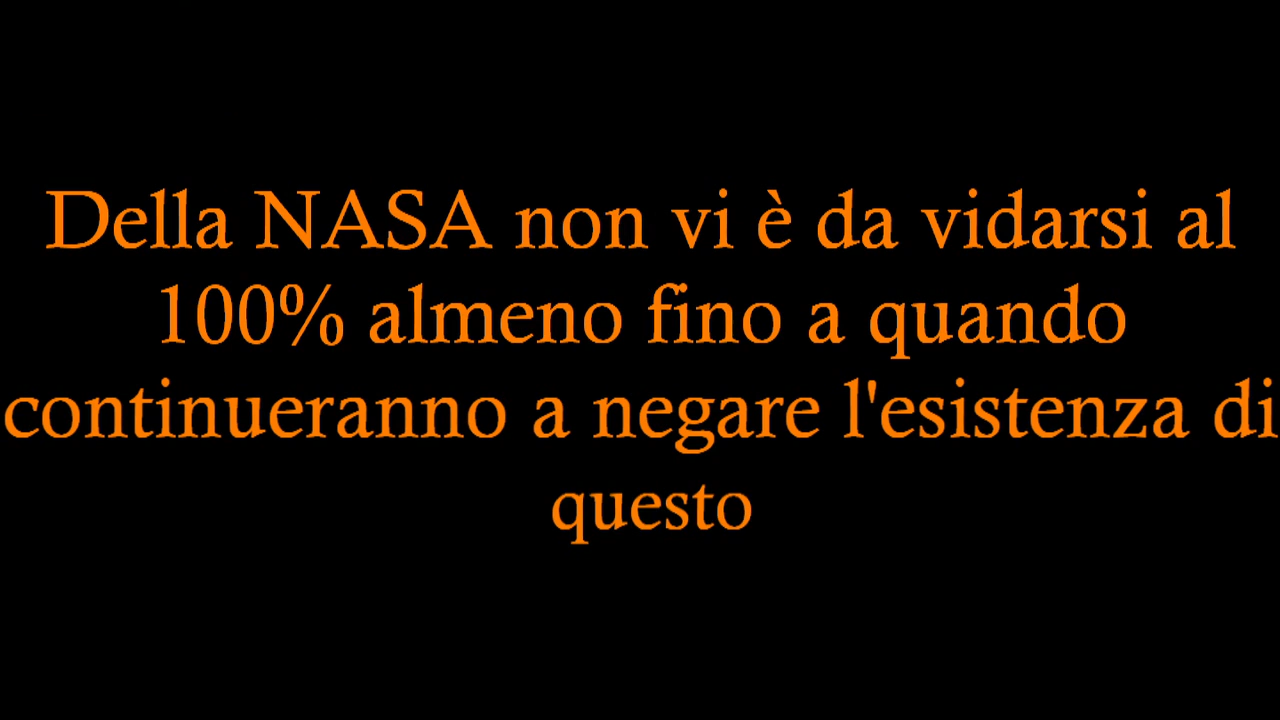 Della NASA non vi è da vidarsi al
100% almeno fino a quando
continueranno a negare l'esistenza di
questo